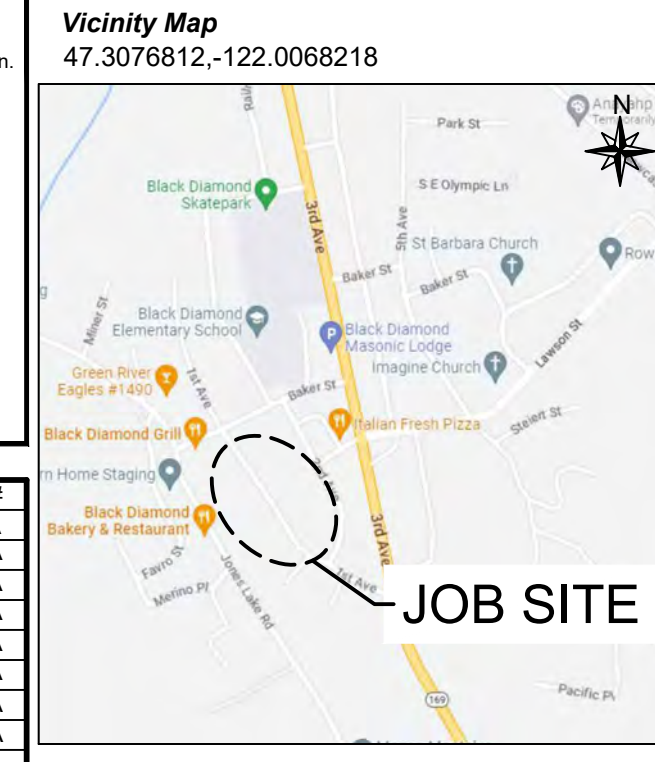 Vicinity Map
47.3076812,-122.0068218
n.
N
Park St
S E Olympic Ln
Black Diamond
Skatepark
3rd Ave
5th Ave
St Barbara Church
Baker St
Baker St
Row
Miner St
Black Diamond
Elementary School
Black Diamond
Masonic Lodge
Lawson St
Imagine Church
Green River
Eagles #1490
1st Ave
Baker St
Steiert St
Black Diamond Grill
Italian Fresh Pizza
rn Home Staging
3rd Ave
Black Diamond
Bakery & Restaurant
3rd Ave
Favro St
Merino Pl
Jones Lake Rd
1st Ave
JOB SITE
169
Pacific Pl